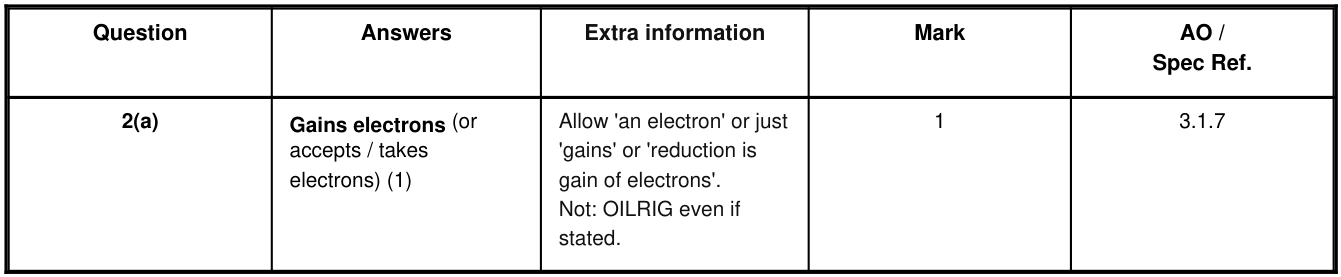 Question Answers Extra information Mark AO /
Spec Ref.
2(a) Gains electrons (or Allow 'an electron' or just 1 3.1.7
accepts / takes 'gains' or 'reduction is
electrons) (1) gain of electrons'.
Not: OILRIG even if
stated.